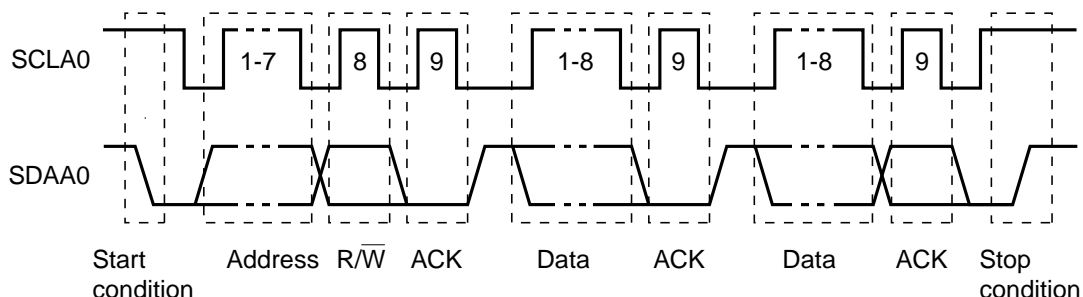 SCLA0 1-7 8 9 1-8 9 1-8 9
SDAA0
Start condition Address R/W̅ ACK Data ACK Data ACK Stop condition